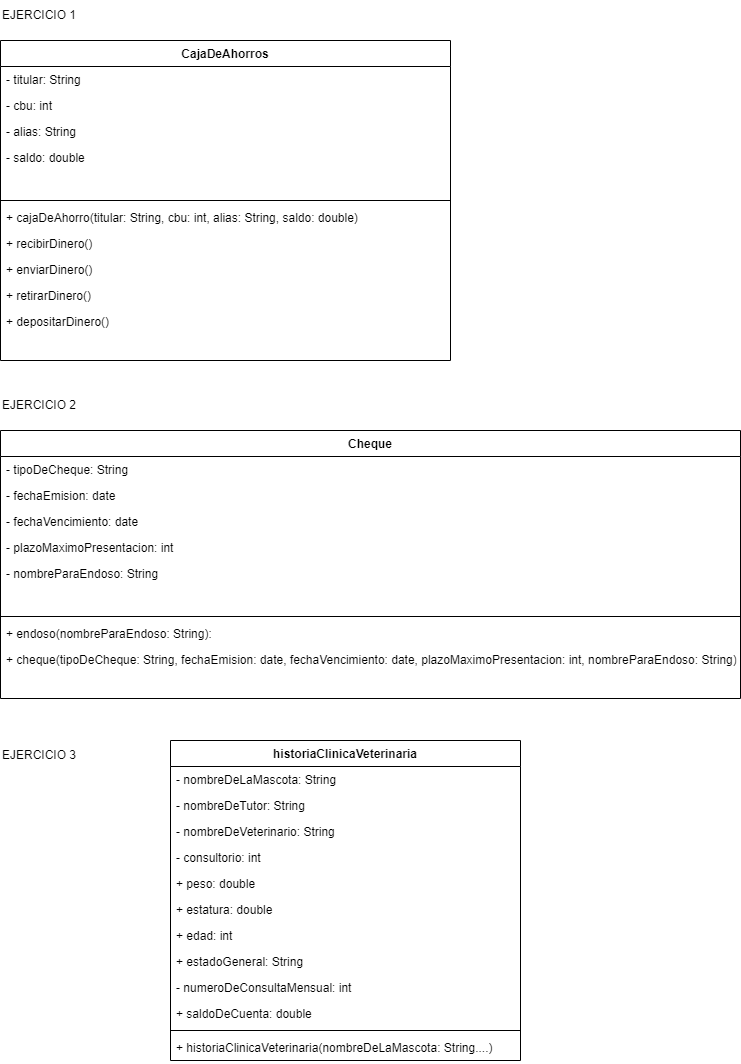 EJERCICIO 1
CajaDeAhorros
- titular: String
- cbu: int
- alias: String
- saldo: double
+ cajaDeAhorro(titular: String, cbu: int, alias: String, saldo: double)
+ recibirDinero()
+ enviarDinero()
+ retirarDinero()
+ depositarDinero()
EJERCICIO 2
Cheque
- tipoDeCheque: String
- fechaEmision: date
- fechaVencimiento: date
- plazoMaximoPresentacion: int
- nombreParaEndoso: String
+ endoso(nombreParaEndoso: String):
+ cheque(tipoDeCheque: String, fechaEmision: date, fechaVencimiento: date, plazoMaximoPresentacion: int, nombreParaEndoso: String)
EJERCICIO 3
historiaClinicaVeterinaria
- nombreDeLaMascota: String
- nombreDeTutor: String
- nombreDeVeterinario: String
- consultorio: int
+ peso: double
+ estatura: double
+ edad: int
+ estadoGeneral: String
- numeroDeConsultaMensual: int
+ saldoDeCuenta: double
+ historiaClinicaVeterinaria(nombreDeLaMascota: String....)